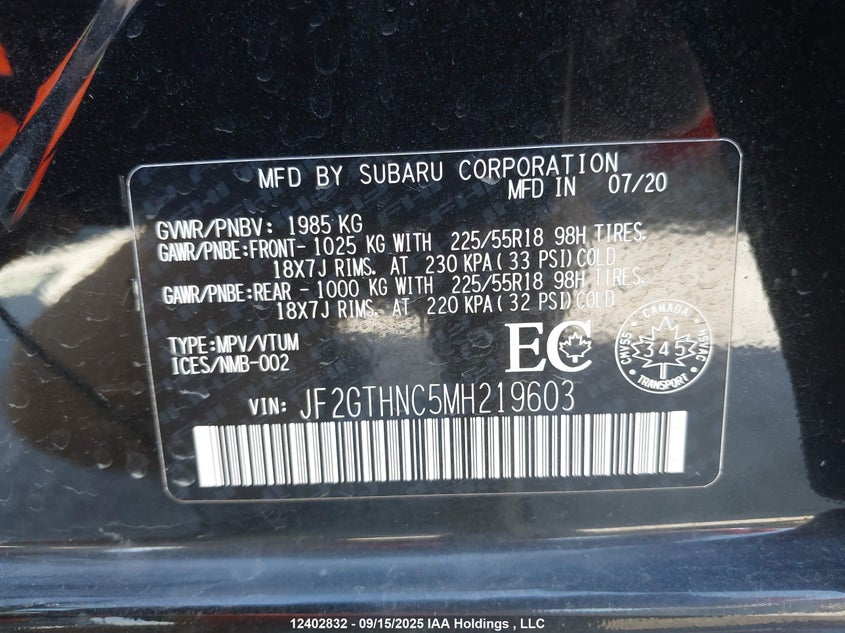 MFD BY SUBARU CORPORATION
MFD IN 07/20
GVWR/PNBV: 1985 KG
GAWR/PNBE:FRONT- 1025 KG WITH 225/55R18 98H TIRES.
18X7J RIMS. AT 230 KPA(33 PSI)COLD
GAWR/PNBE:REAR - 1000 KG WITH 225/55R18 98H TIRES.
18X7J RIMS. AT 220 KPA(32 PSI)COLD
TYPE:MPV/VTUM
ICES/NMB-002
EC
CANADA
CMVSS
345
NSVAC
TRANSPORT
VIN: JF2GTHNC5MH219603
12402832 - 09/15/2025 IAA Holdings , LLC